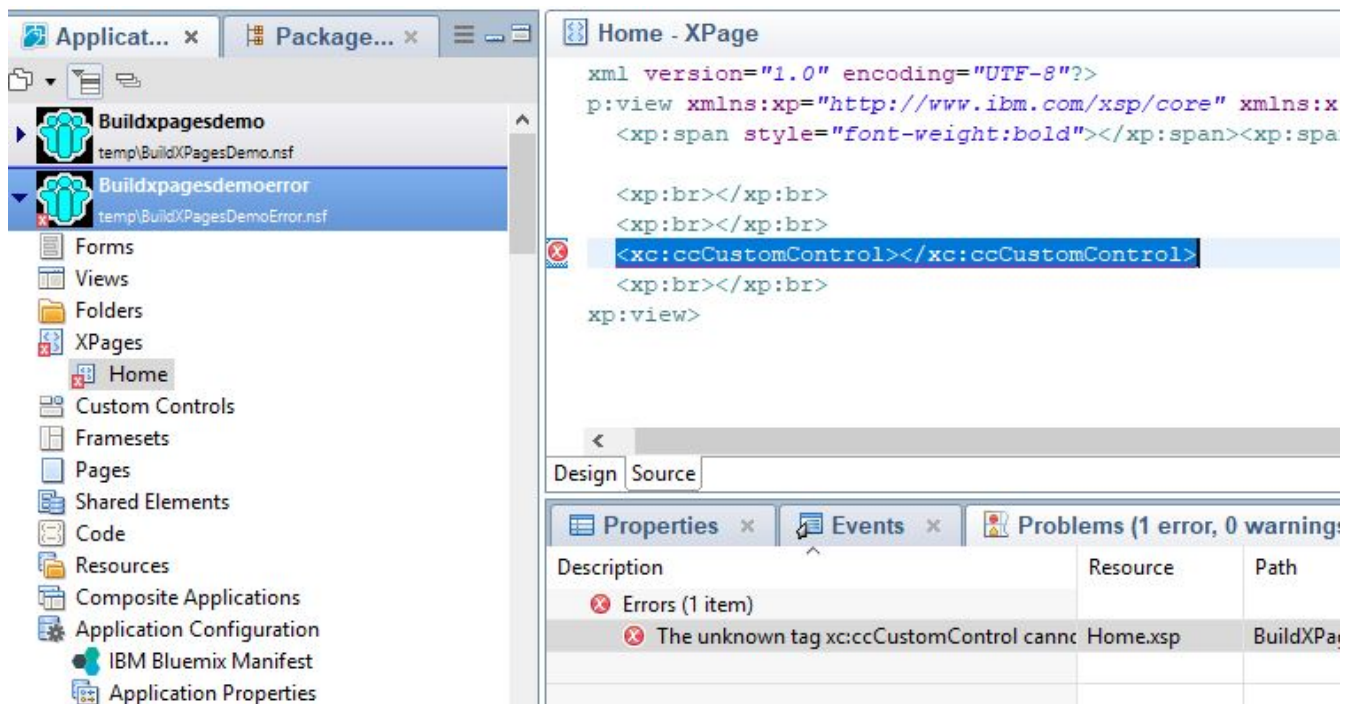 Applicat...
Package...
Buildxpagesdemo
temp\BuildXPagesDemo.nsf
Buildxpagesdemoerror
temp\BuildXPagesDemoError.nsf
Forms
Views
Folders
XPages
Home
Custom Controls
Framesets
Pages
Shared Elements
Code
Resources
Composite Applications
Application Configuration
IBM Bluemix Manifest
Application Properties
Home - XPage
xml version="1.0" encoding="UTF-8"?>
p:view xmlns:xp="http://www.ibm.com/xsp/core" xmlns:x
<xp:span style="font-weight:bold"></xp:span><xp:spa
<xp:br></xp:br>
<xp:br></xp:br>
<xc:ccCustomControl></xc:ccCustomControl>
<xp:br></xp:br>
xp:view>
Design Source
Properties Events Problems (1 error, 0 warnings
Description Resource Path
Errors (1 item)
The unknown tag xc:ccCustomControl canno Home.xsp BuildXPag